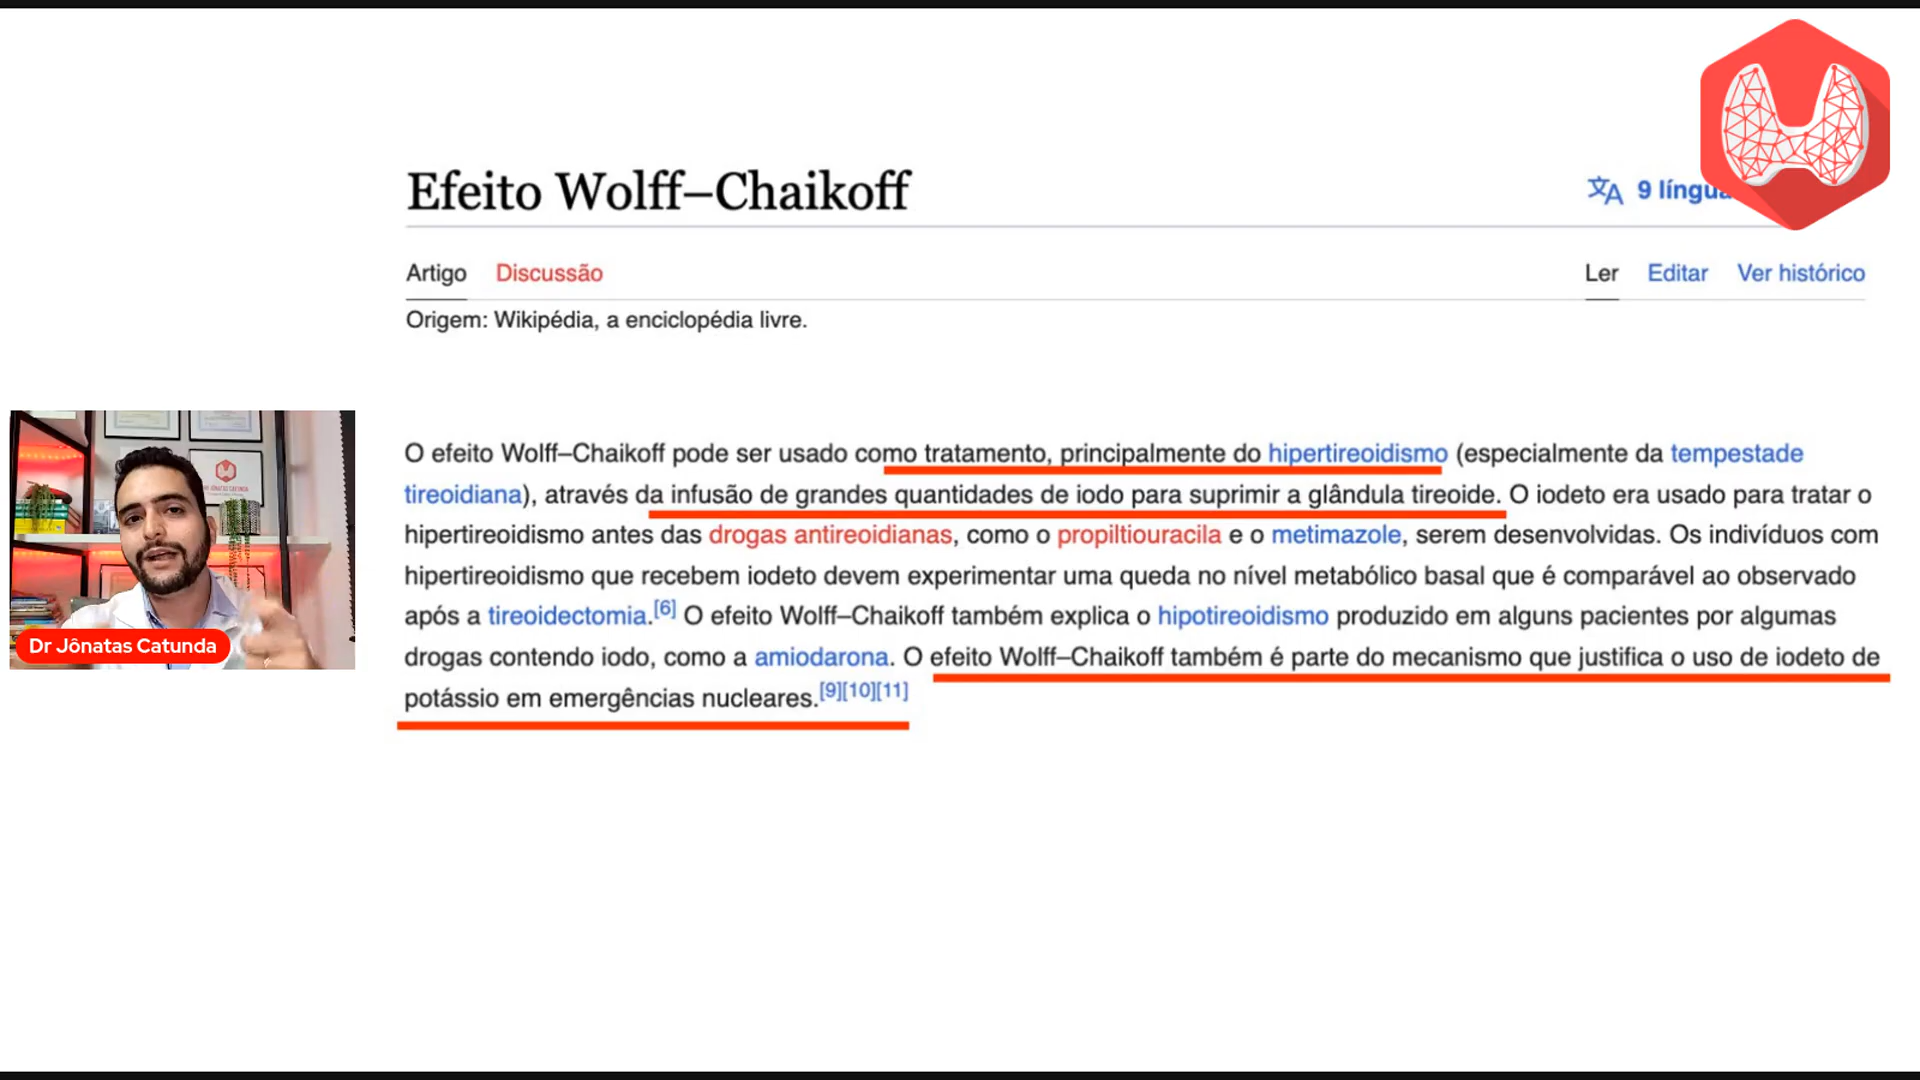 Efeito Wolff–Chaikoff
9
Artigo Discussão Ler Editar Ver histórico
Origem: Wikipédia, a enciclopédia livre.
O efeito Wolff–Chaikoff pode ser usado como tratamento, principalmente do hipertireoidismo (especialmente da tempestade
tireoidiana), através da infusão de grandes quantidades de iodo para suprimir a glândula tireoide. O iodeto era usado para tratar o
hipertireoidismo antes das drogas antireoidianas, como o propiltiouracila e o metimazole, serem desenvolvidas. Os indivíduos com
hipertireoidismo que recebem iodeto devem experimentar uma queda no nível metabólico basal que é comparável ao observado
após a tireoidectomia.[6] O efeito Wolff–Chaikoff também explica o hipotireoidismo produzido em alguns pacientes por algumas
drogas contendo iodo, como a amiodarona. O efeito Wolff–Chaikoff também é parte do mecanismo que justifica o uso de iodeto de
potássio em emergências nucleares.[9][10][11]
Dr Jônatas Catunda